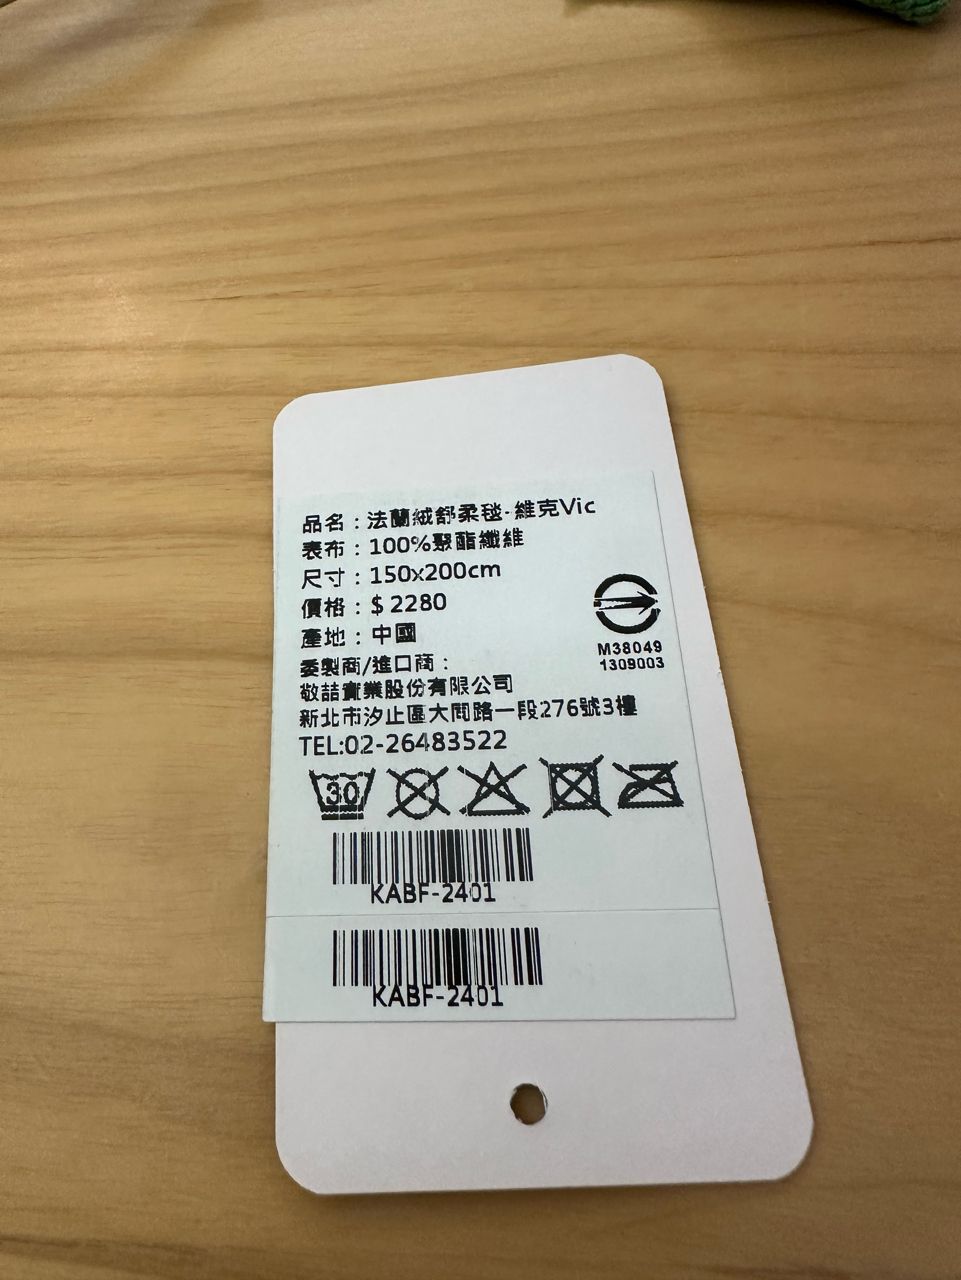 品名：法蘭絨舒柔毯-維克Vic
表布：100%聚酯纖維
尺寸：150x200cm
價格：$ 2280
產地：中國
委製商/進口商：
敬喆實業股份有限公司
新北市汐止區大同路一段276號3樓
TEL:02-26483522
M38049
1309003
30
KABF-2401
KABF-2401